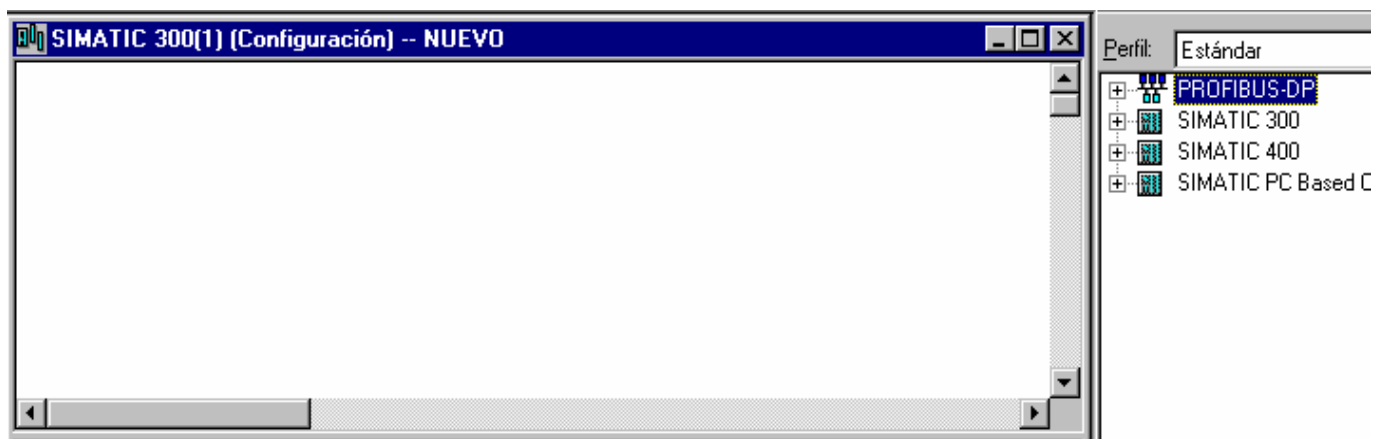 SIMATIC 300(1) (Configuración) -- NUEVO
Perfil: Estándar
PROFIBUS-DP
SIMATIC 300
SIMATIC 400
SIMATIC PC Based